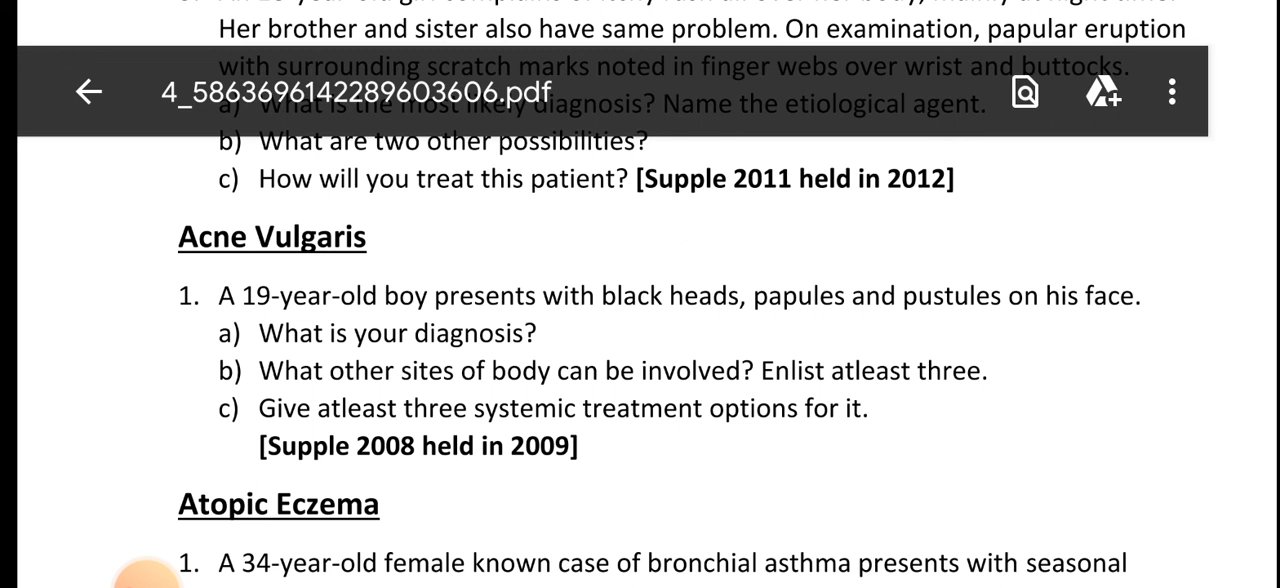 Her brother and sister also have same problem. On examination, papular eruption
with surrounding scratch marks noted in finger webs over wrist and buttocks.
4_5863696142289603606.pdf
a) What is the most likely diagnosis? Name the etiological agent.
b) What are two other possibilities?
c) How will you treat this patient? [Supple 2011 held in 2012]
Acne Vulgaris
1. A 19-year-old boy presents with black heads, papules and pustules on his face.
a) What is your diagnosis?
b) What other sites of body can be involved? Enlist atleast three.
c) Give atleast three systemic treatment options for it.
[Supple 2008 held in 2009]
Atopic Eczema
1. A 34-year-old female known case of bronchial asthma presents with seasonal